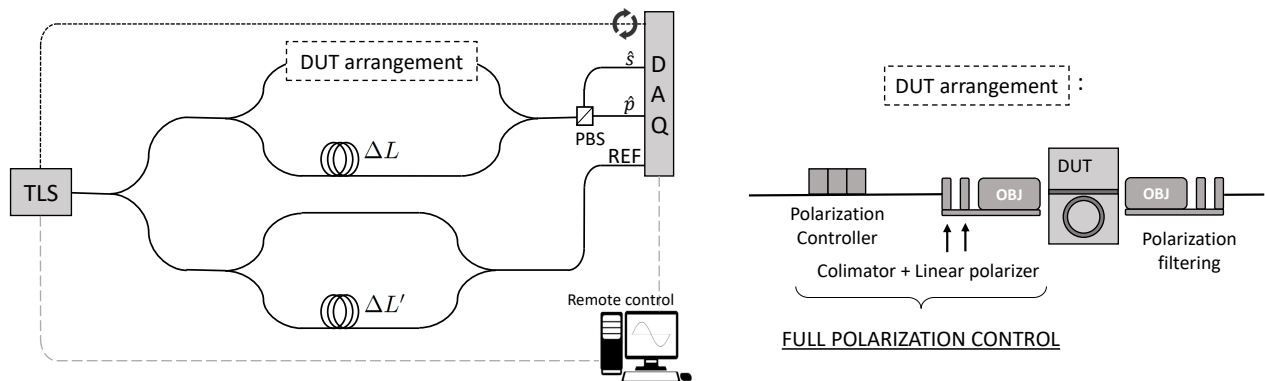 DUT arrangement
ŝ
D
A
Q
p̂
PBS
ΔL
REF
TLS
ΔL′
Remote control
DUT arrangement :
DUT
OBJ
OBJ
Polarization
Controller
Polarization
filtering
Colimator + Linear polarizer
FULL POLARIZATION CONTROL